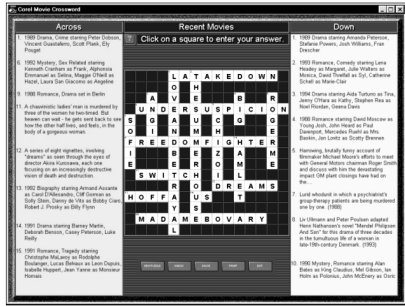 Corel Movie Crossword
Across
Recent Movies
Down
Click on a square to enter your answer.
1. 1989 Drama, Crime starring Peter Dobson,
Vincent Guastaferro, Scott Plank, Ely
Pouget
6. 1992 Mystery, Sex Related starring
Kenneth Cranham as Frank, Alphonsia
Emmanuel as Selina, Maggie O'Neill as
Hazel, Laura San Giacomo as Angeline
9. 1988 Romance, Drama set in Berlin
11. A chauvinistic ladies' man is murdered by
three of the women he two-timed. But
heaven can wait - he gets sent back to see
how the other half lives, and feels, in the
body of a gorgeous woman.
12. A series of eight vignettes, involving
"dreams" as seen through the eyes of
director Akira Kurosawa, each one
focusing on an increasingly destructive
vision of death and destruction.
13. 1992 Biography starring Armand Assante
as Carol D'Allesandro, Cliff Gorman as
Solly Stein, Danny de Vito as Bobby Ciaro,
Robert J. Prosky as Billy Flynn
14. 1991 Drama starring Barney Martin,
Deborah Benson, Casey Peterson, Luke
Reilly
15. 1991 Romance, Tragedy starring
Christophe Malavoy as Rodolphe
Boulanger, Lucas Belvaux as Leon Dupuis,
Isabelle Huppert, Jean Yanne as Monsieur
Homais
L A TAKEDOWN
UNDER SUSPICION
FREEDOM FIGHTER
SWITCH
DREAMS
HOFFA
MADAME BOVARY
1. 1989 Drama starring Amanda Peterson,
Stefanie Powers, Josh Williams, Fran
Drescher
2. 1993 Romance, Comedy starring Lena
Headey as Margaret, Julie Walters as
Monica, David Threlfall as Syl, Catherine
Schell as Marie-Clair
3. 1994 Drama starring Aida Turturro as Tina,
Jenny O'Hara as Kathy, Stephen Rea as
Noel Riordan, Geena Davis
4. 1988 Romance starring David Moscow as
Young Josh, John Heard as Paul
Davenport, Mercedes Ruehl as Mrs.
Baskin, Jon Lovitz as Scotty Brennen
5. Harrowing, brutally funny account of
filmmaker Michael Moore's efforts to meet
with General Motors chairman Roger Smith
and discuss with him the devastating
impact GM plant closings have had on
the...
7. Lurid whodunit in which a psychiatrist's
group-therapy patients are being murdered
one by one. (1988)
8. Liv Ullmann and Peter Poulsen adapted
Henri Nathansen's novel "Mendel Philipsen
And Son" for this drama of three decades
in the tumultuous life of a woman in
late-19th-century Denmark. (1993)
10. 1990 Mystery, Romance starring Alan
Bates as King Claudius, Mel Gibson, Ian
Holm as Polonius, John McEnery as Osric